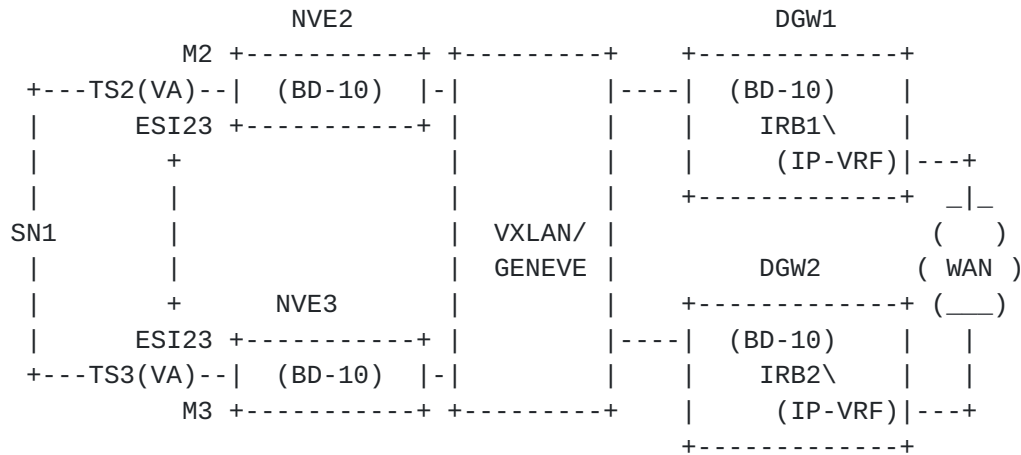 NVE2                           DGW1
           M2 +-----------+ +---------+    +-------------+
 +---TS2(VA)--|  (BD-10)  |-|         |----|  (BD-10)    |
 |      ESI23 +-----------+ |         |    |    IRB1\    |
 |        +                 |         |    |     (IP-VRF)|---+
 |        |                 |         |    +-------------+  _|_
SN1       |                 |  VXLAN/ |                    (   )
 |        |                 |  GENEVE |         DGW2      ( WAN )
 |        +      NVE3       |         |    +-------------+ (___)
 |      ESI23 +-----------+ |         |----|  (BD-10)    |   |
 +---TS3(VA)--|  (BD-10)  |-|         |    |    IRB2\    |   |
           M3 +-----------+ +---------+    |     (IP-VRF)|---+
                                           +-------------+